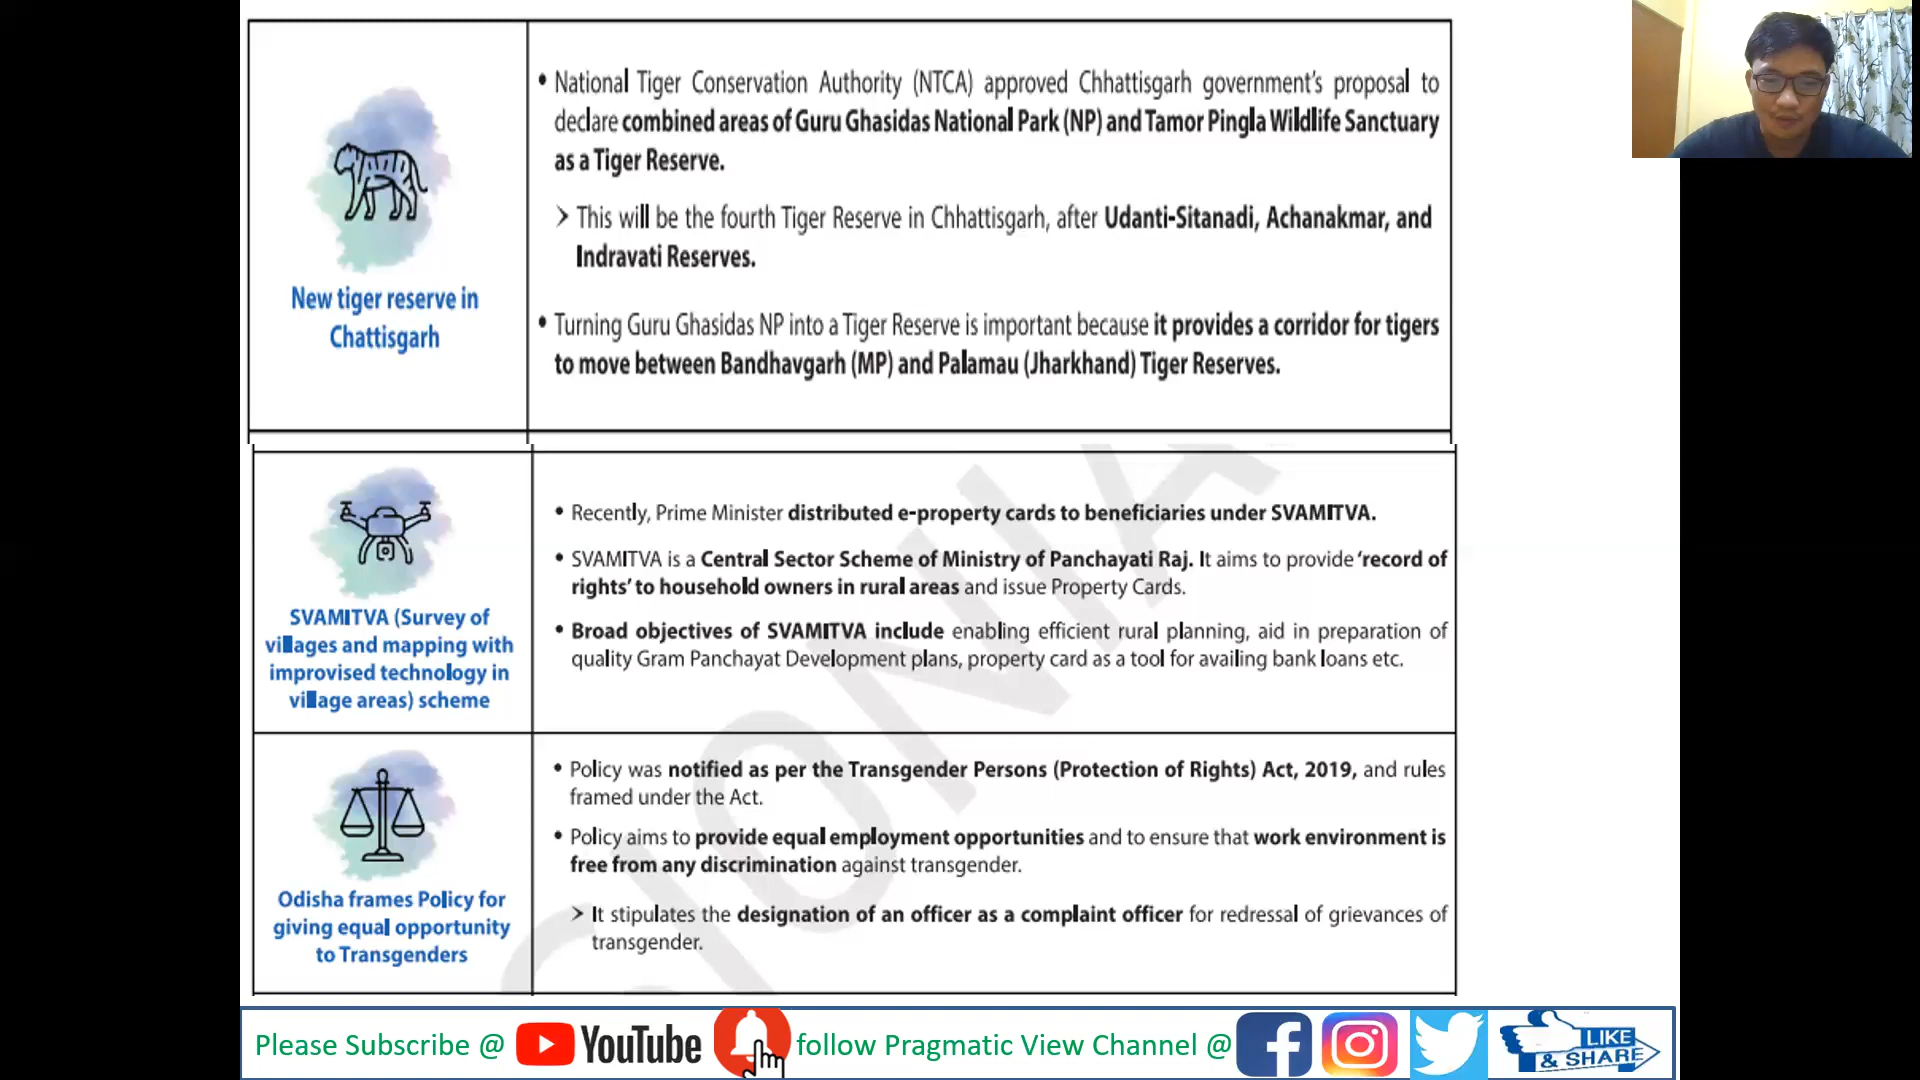 New tiger reserve in
Chattisgarh
• National Tiger Conservation Authority (NTCA) approved Chhattisgarh government's proposal to
declare combined areas of Guru Ghasidas National Park (NP) and Tamor Pingla Wildlife Sanctuary
as a Tiger Reserve.
➤ This will be the fourth Tiger Reserve in Chhattisgarh, after Udanti-Sitanadi, Achanakmar, and
Indravati Reserves.
• Turning Guru Ghasidas NP into a Tiger Reserve is important because it provides a corridor for tigers
to move between Bandhavgarh (MP) and Palamau (Jharkhand) Tiger Reserves.
SVAMITVA (Survey of
villages and mapping with
improvised technology in
village areas) scheme
• Recently, Prime Minister distributed e-property cards to beneficiaries under SVAMITVA.
• SVAMITVA is a Central Sector Scheme of Ministry of Panchayati Raj. It aims to provide 'record of
rights' to household owners in rural areas and issue Property Cards.
• Broad objectives of SVAMITVA include enabling efficient rural planning, aid in preparation of
quality Gram Panchayat Development plans, property card as a tool for availing bank loans etc.
Odisha frames Policy for
giving equal opportunity
to Transgenders
• Policy was notified as per the Transgender Persons (Protection of Rights) Act, 2019, and rules
framed under the Act.
• Policy aims to provide equal employment opportunities and to ensure that work environment is
free from any discrimination against transgender.
➤ It stipulates the designation of an officer as a complaint officer for redressal of grievances of
transgender.
Please Subscribe @ YouTube follow Pragmatic View Channel @
LIKE
& SHARE